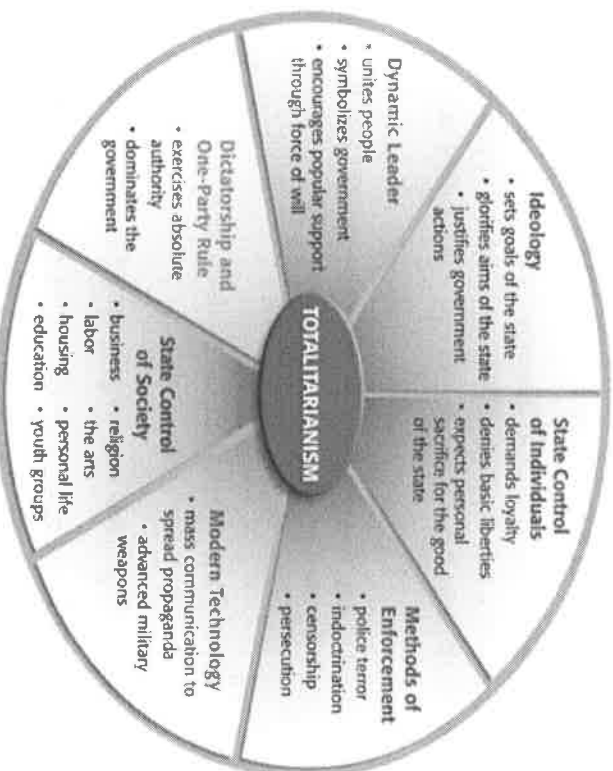 TOTALITARIANISM
Ideology
• sets goals of the state
• glorifies aims of the state
• justifies government
actions
State Control
of Individuals
• demands loyalty
• denies basic liberties
• expects personal
sacrifice for the good
of the state
Methods of
Enforcement
• police terror
• indoctrination
• censorship
• persecution
Modern Technology
• mass communication to
spread propaganda
• advanced military
weapons
State Control
of Society
• business • religion
• labor • the arts
• housing • personal life
• education • youth groups
Dictatorship and
One-Party Rule
• exercises absolute
authority
• dominates the
government
Dynamic Leader
• unites people
• symbolizes government
• encourages popular support
through force of will